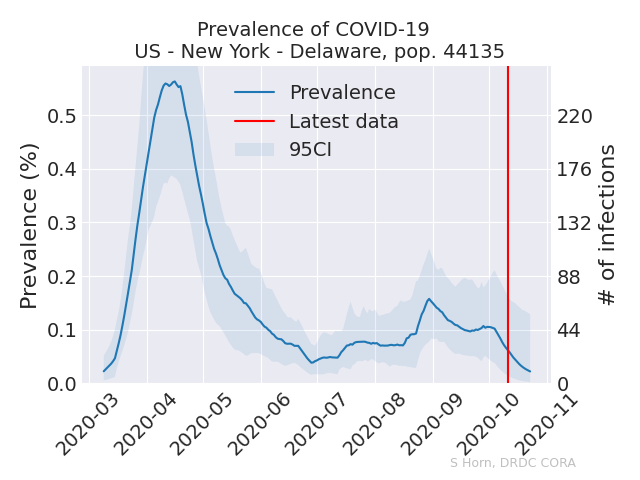 Prevalence of COVID-19
US - New York - Delaware, pop. 44135
Prevalence
Latest data
95CI
Prevalence (%)
0.5
0.4
0.3
0.2
0.1
0.0
# of infections
220
176
132
88
44
0
2020-03
2020-04
2020-05
2020-06
2020-07
2020-08
2020-09
2020-10
2020-11
S Horn, DRDC CORA